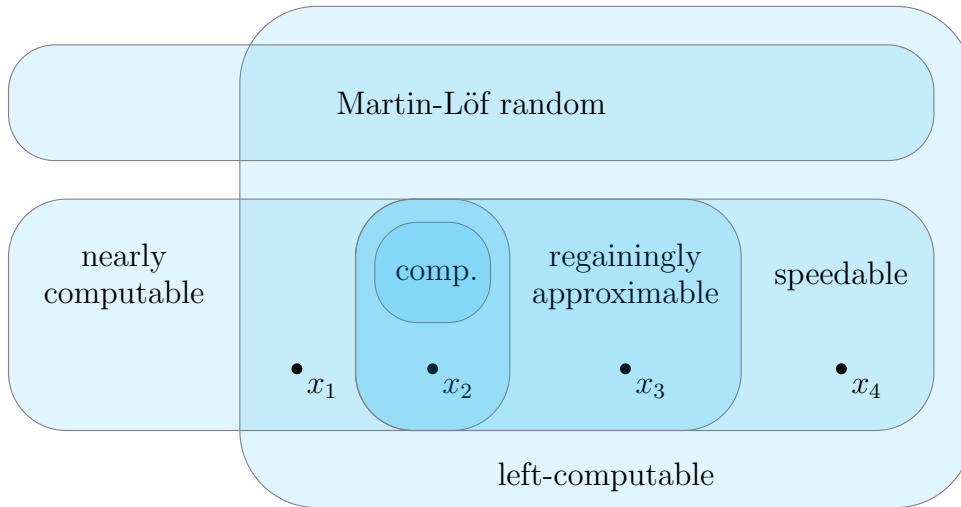 Martin-Löf random
nearly
computable
comp.
regainingly
approximable
speedable
x₁
x₂
x₃
x₄
left-computable